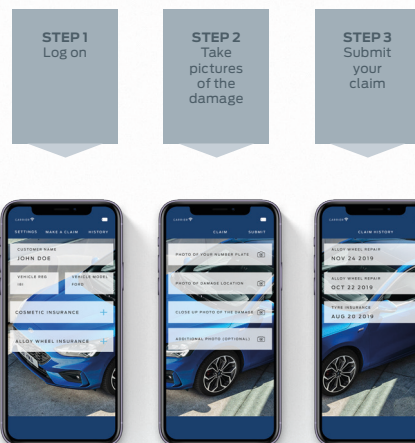 STEP 1
Log on
STEP 2
Take
pictures
of the
damage
STEP 3
Submit
your
claim
CARRIER
SETTINGS MAKE A CLAIM HISTORY
CUSTOMER NAME
JOHN DOE
VEHICLE REG
VEHICLE MODEL
FORD
COSMETIC INSURANCE +
ALLOY WHEEL INSURANCE +
CARRIER
CLAIM SUBMIT
PHOTO OF YOUR NUMBER PLATE
PHOTO OF DAMAGE LOCATION
CLOSE UP PHOTO OF THE DAMAGE
ADDITIONAL PHOTO (OPTIONAL)
CARRIER
CLAIM HISTORY
ALLOY WHEEL REPAIR
NOV 24 2019
ALLOY WHEEL REPAIR
OCT 22 2019
TYRE INSURANCE
AUG 20 2019